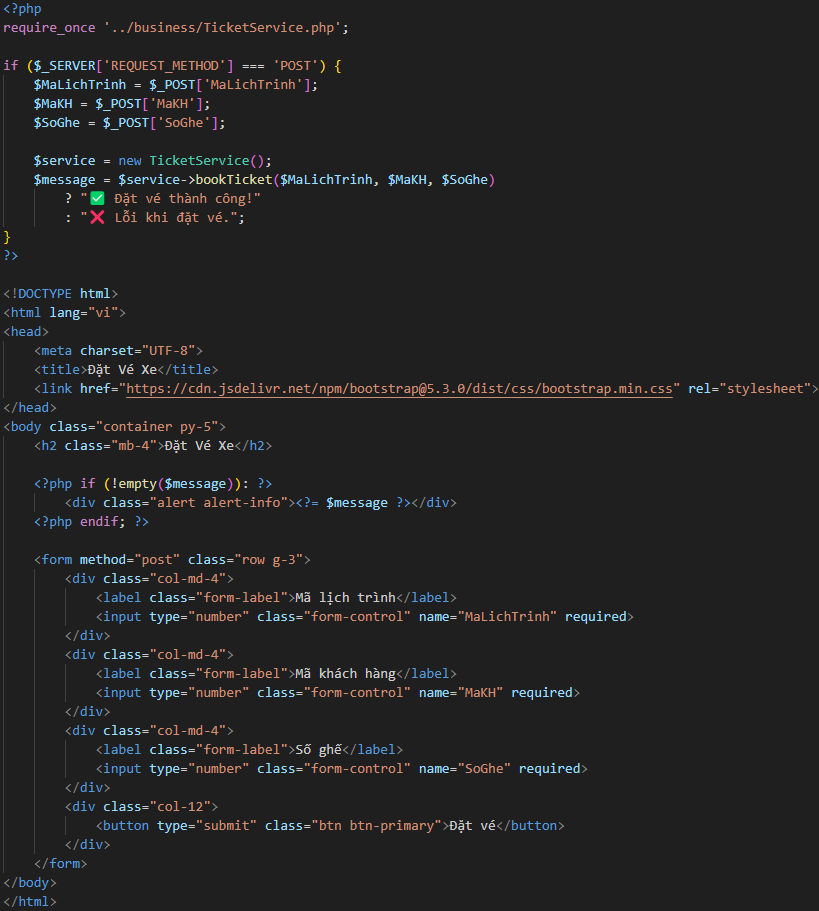 <?php
require_once '../business/TicketService.php';

if ($_SERVER['REQUEST_METHOD'] === 'POST') {
    $MaLichTrinh = $_POST['MaLichTrinh'];
    $MaKH = $_POST['MaKH'];
    $SoGhe = $_POST['SoGhe'];

    $service = new TicketService();
    $message = $service->bookTicket($MaLichTrinh, $MaKH, $SoGhe)
        ? "✅ Đặt vé thành công!"
        : "❌ Lỗi khi đặt vé.";
}
?>

<!DOCTYPE html>
<html lang="vi">
<head>
    <meta charset="UTF-8">
    <title>Đặt Vé Xe</title>
    <link href="https://cdn.jsdelivr.net/npm/bootstrap@5.3.0/dist/css/bootstrap.min.css" rel="stylesheet">
</head>
<body class="container py-5">
    <h2 class="mb-4">Đặt Vé Xe</h2>

    <?php if (!empty($message)): ?>
        <div class="alert alert-info"><?= $message ?></div>
    <?php endif; ?>

    <form method="post" class="row g-3">
        <div class="col-md-4">
            <label class="form-label">Mã lịch trình</label>
            <input type="number" class="form-control" name="MaLichTrinh" required>
        </div>
        <div class="col-md-4">
            <label class="form-label">Mã khách hàng</label>
            <input type="number" class="form-control" name="MaKH" required>
        </div>
        <div class="col-md-4">
            <label class="form-label">Số ghế</label>
            <input type="number" class="form-control" name="SoGhe" required>
        </div>
        <div class="col-12">
            <button type="submit" class="btn btn-primary">Đặt vé</button>
        </div>
    </form>
</body>
</html>